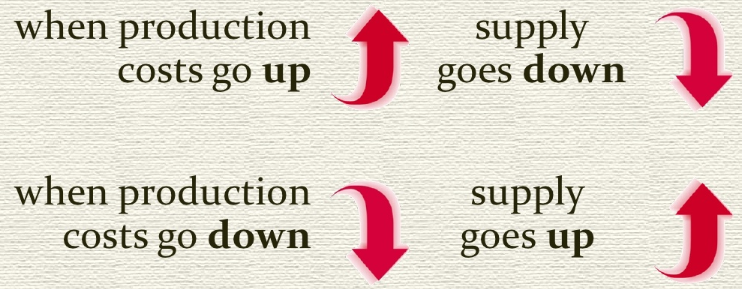 when production
costs go up
supply
goes down
when production
costs go down
supply
goes up